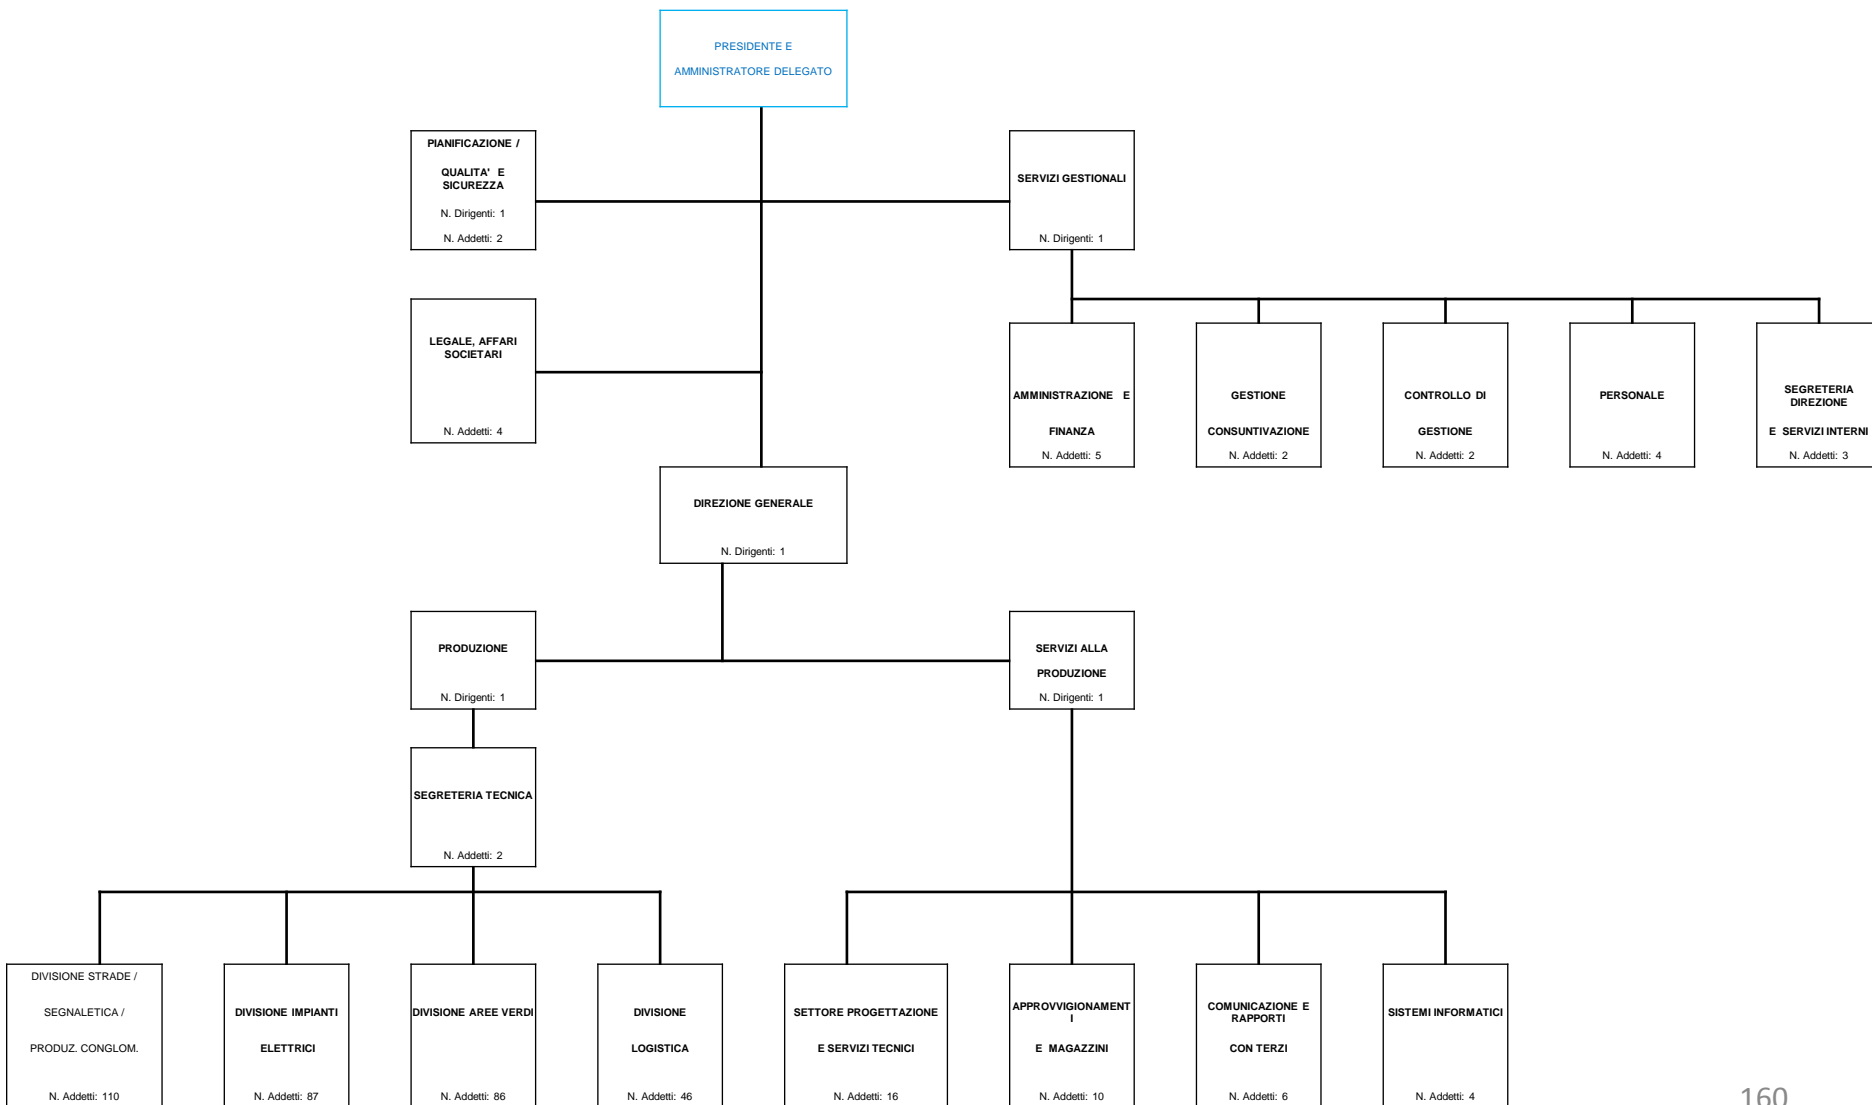 PRESIDENTE E
AMMINISTRATORE DELEGATO
PIANIFICAZIONE /
QUALITA' E
SICUREZZA
N. Dirigenti: 1
N. Addetti: 2
SERVIZI GESTIONALI
N. Dirigenti: 1
LEGALE, AFFARI
SOCIETARI
N. Addetti: 4
AMMINISTRAZIONE E
FINANZA
N. Addetti: 5
GESTIONE
CONSUNTIVAZIONE
N. Addetti: 2
CONTROLLO DI
GESTIONE
N. Addetti: 2
PERSONALE
N. Addetti: 4
SEGRETERIA
DIREZIONE
E SERVIZI INTERNI
N. Addetti: 3
DIREZIONE GENERALE
N. Dirigenti: 1
PRODUZIONE
N. Dirigenti: 1
SERVIZI ALLA
PRODUZIONE
N. Dirigenti: 1
SEGRETERIA TECNICA
N. Addetti: 2
DIVISIONE STRADE /
SEGNALETICA /
PRODUZ. CONGLOM.
N. Addetti: 110
DIVISIONE IMPIANTI
ELETTRICI
N. Addetti: 87
DIVISIONE AREE VERDI
N. Addetti: 86
DIVISIONE
LOGISTICA
N. Addetti: 46
SETTORE PROGETTAZIONE
E SERVIZI TECNICI
N. Addetti: 16
APPROVVIGIONAMENT
I
E MAGAZZINI
N. Addetti: 10
COMUNICAZIONE E
RAPPORTI
CON TERZI
N. Addetti: 6
SISTEMI INFORMATICI
N. Addetti: 4
160